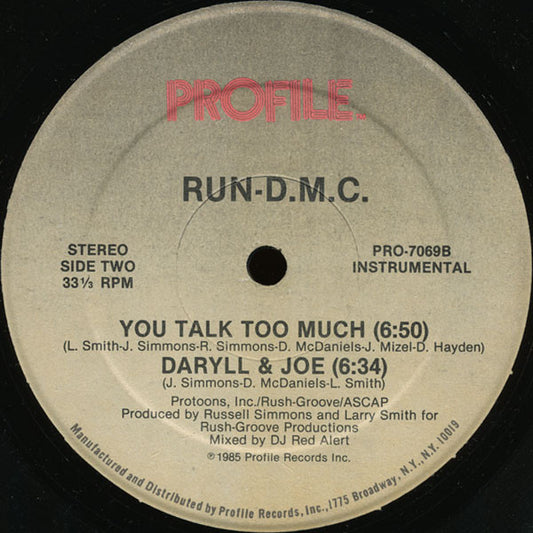 PROFILE.
RUN-D.M.C.
STEREO
SIDE TWO
33⅓ RPM
PRO-7069B
INSTRUMENTAL
YOU TALK TOO MUCH (6:50)
(L. Smith-J. Simmons-R. Simmons-D. McDaniels-J. Mizel-D. Hayden)
DARYLL & JOE (6:34)
(J. Simmons-D. McDaniels-L. Smith)
Protoons, Inc./Rush-Groove/ASCAP
Produced by Russell Simmons and Larry Smith for
Rush-Groove Productions
Mixed by DJ Red Alert
℗1985 Profile Records Inc.
Manufactured and Distributed by Profile Records, Inc., 1775 Broadway, N.Y., N.Y. 10019